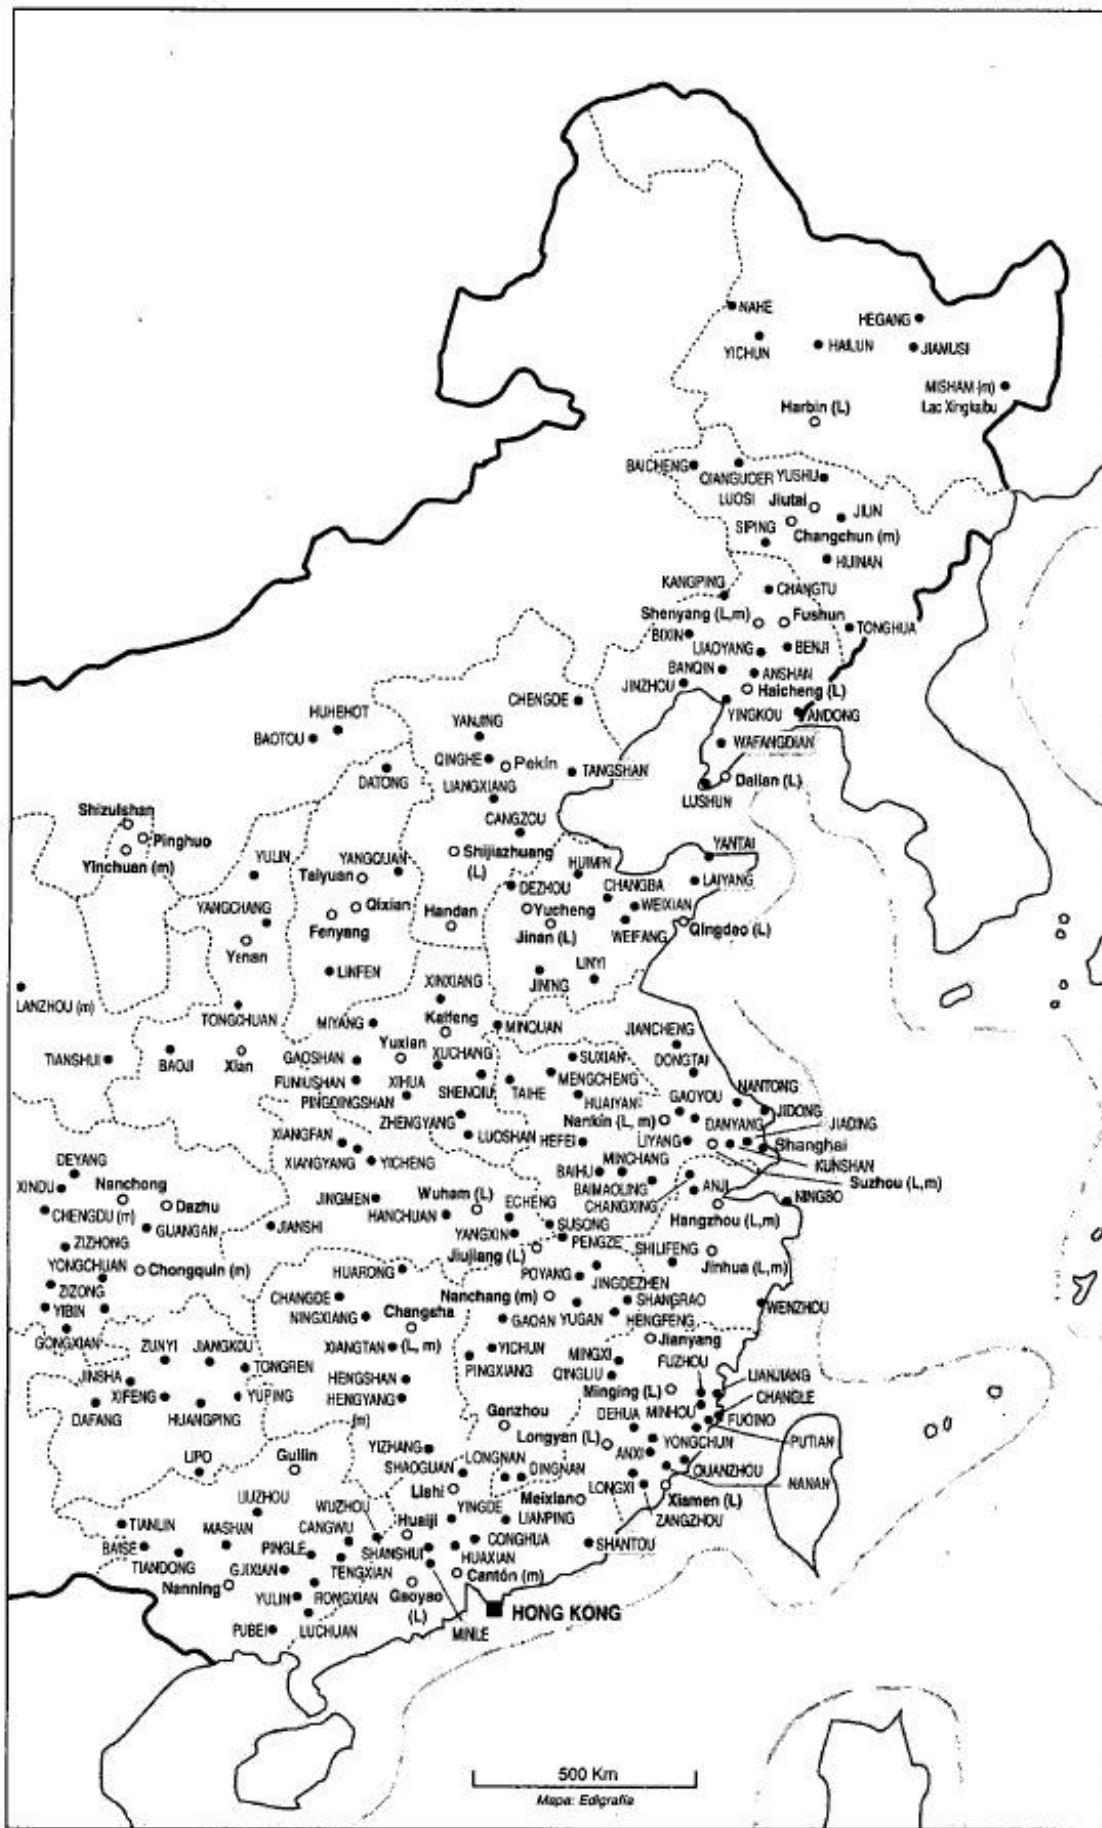 NAHE
HEGANG
YICHUN
HAILUN
JIAMUSI
MISHAM (m)
Lac Xingkaibu
Harbin (L)
BAICHENG
QIANGUOER
YUSHU
LUOSI
Jiutai
JILIN
SIPING
Changchun (m)
HUINAN
KANGPING
CHANGTU
Shenyang (L,m)
Fushun
BIXIN
TONGHUA
LIAOYANG
BENJI
BANQIN
ANSHAN
JINZHOU
Haicheng (L)
CHENGDE
HUHEHOT
YANJING
YINGKOU
YANDONG
BAOTOU
WAFANGDIAN
QINGHE
Pekín
DATONG
LIANGXIANG
TANGSHAN
Dalian (L)
LUSHUN
Shizuishan
Pinghuo
CANGZOU
Yinchuan (m)
YULIN
YANGQUAN
Shijiazhuang
(L)
YANTAI
Taiyuan
HUIMIN
DEZHOU
CHANGBA
LAIYANG
YANGCHANG
Qixian
Handan
Yucheng
WEIXIAN
Fenyang
Jinan (L)
WEIFANG
Qingdao (L)
Yenan
LINFEN
XINXIANG
JINING
LINYI
LANZHOU (m)
TONGCHUAN
MIYANG
Kaifeng
MINQUAN
JIANCHENG
Yuxian
XUCHANG
TIANSHUI
BAOJI
Xian
GAOSHAN
SUXIAN
DONGTAI
FUNIUSHAN
XIHUA
SHENQIU
TAIHE
MENGCHENG
PINGDINGSHAN
HUAIYAN
GAOYOU
NANTONG
ZHENGYANG
Nankin (L, m)
DANYANG
JIDONG
JIADING
XIANGFAN
LUOSHAN
HEFEI
LIYANG
Shanghai
XIANGYANG
YICHENG
MINCHANG
KUNSHAN
DEYANG
BAIHU
Suzhou (L,m)
XINDU
Nanchong
Dazhu
JINGMEN
Wuham (L)
BAIMAOLING
ANJI
CHANGXING
NINGBO
CHENGDU (m)
GUANGAN
JIANSHI
HANCHUAN
ECHENG
Hangzhou (L,m)
ZIZHONG
YANGXIN
SUSONG
PENGZE
Jiujiang (L)
SHILIFENG
YONGCHUAN
Chongquin (m)
HUARONG
POYANG
Jinhua (L,m)
ZIZONG
JINGDEZHEN
CHANGDE
Nanchang (m)
SHANGRAO
WENZHOU
YIBIN
NINGXIANG
Changsha
GAOAN
YUGAN
HENGFENG
GONGXIAN
Jianyang
ZUNYI
JIANGKOU
XIANGTAN
(L, m)
YICHUN
MINGXI
FUZHOU
TONGREN
PINGXIANG
QINGLIU
LIANJIANG
JINSHA
HENGSHAN
Minging (L)
XIFENG
YUPING
HENGYANG
(m)
CHANGLE
DAFANG
HUANGPING
Ganzhou
DEHUA
MINHOU
FUQINO
Longyan (L)
PUTIAN
YIZHANG
ANXI
YONGCHUN
LIPO
Guilin
SHAOGUAN
LONGNAN
DINGNAN
QUANZHOU
NANAN
Lishi
LONGXI
Xiamen (L)
LIUZHOU
WUZHOU
YINGDE
Meixian
ZANGZHOU
TIANLIN
MASHAN
CANGWU
Huaiji
LIANPING
BAISE
PINGLE
SHANSHUI
CONGHUA
SHANTOU
TIANDONG
HUAXIAN
GJIXIAN
TENGXIAN
Cantón (m)
Nanning
YULIN
RONGXIAN
Gaoyao
(L)
HONG KONG
PUBEI
LUCHUAN
MINLE
500 Km
Mapa: Edigrafía